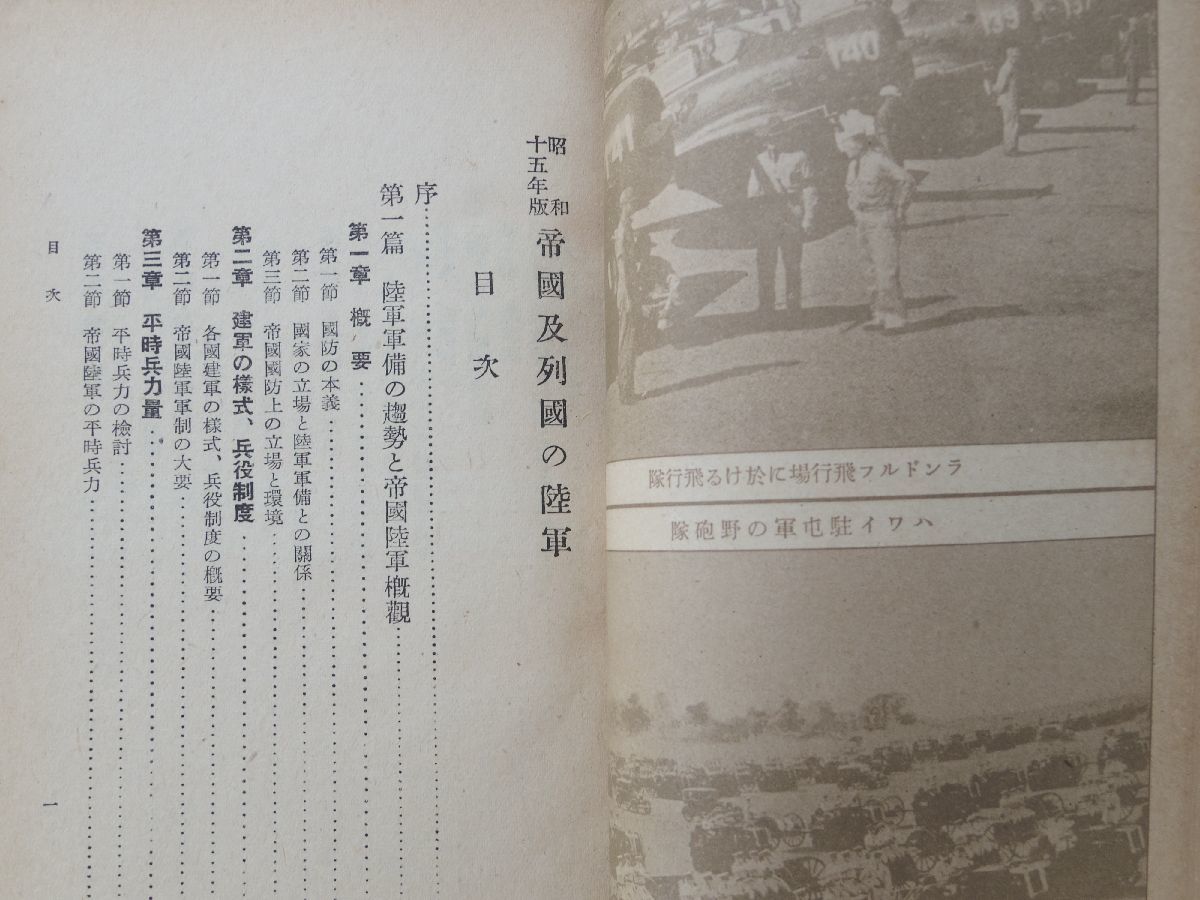 140
139
ランドルフ飛行場に於ける飛行隊
ハワイ駐屯軍の野砲隊
昭和
十五年版
帝國及列國の陸軍
目次
序
第一篇 陸軍軍備の趨勢と帝國陸軍概觀
第一章 概要
第一節 國防の本義
第二節 國家の立場と陸軍軍備との關係
第三節 帝國國防上の立場と環境
第二章 建軍の樣式、兵役制度
第一節 各國建軍の樣式、兵役制度の概要
第二節 帝國陸軍軍制の大要
第三章 平時兵力量
第一節 平時兵力の檢討
第二節 帝國陸軍の平時兵力
目次
一